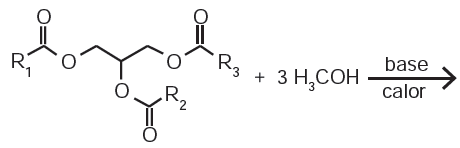 O O
R1 O O R3 + 3 H3COH base
O R2 calor
O